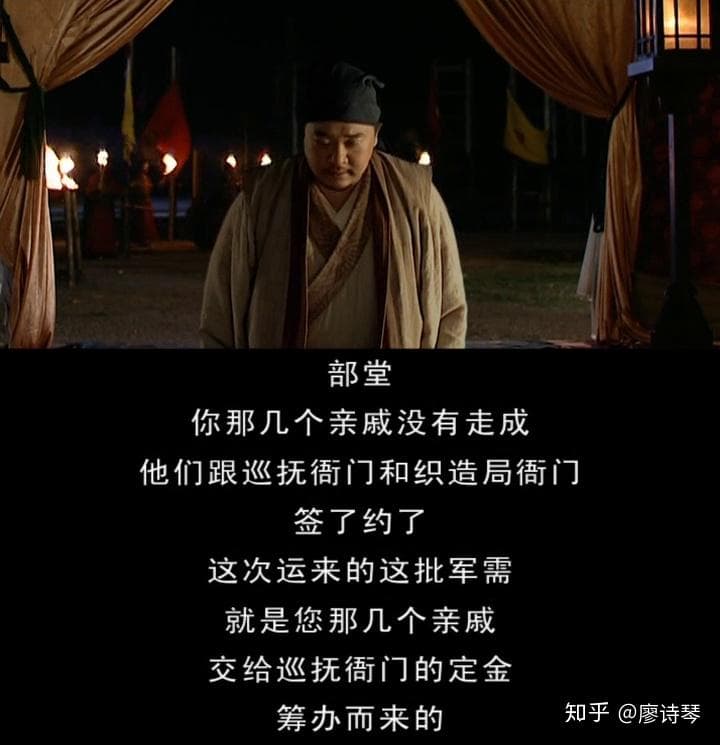 部堂
你那几个亲戚没有走成
他们跟巡抚衙门和织造局衙门
签了约了
这次运来的这批军需
就是您那几个亲戚
交给巡抚衙门的定金
筹办而来的
知乎 @廖诗琴